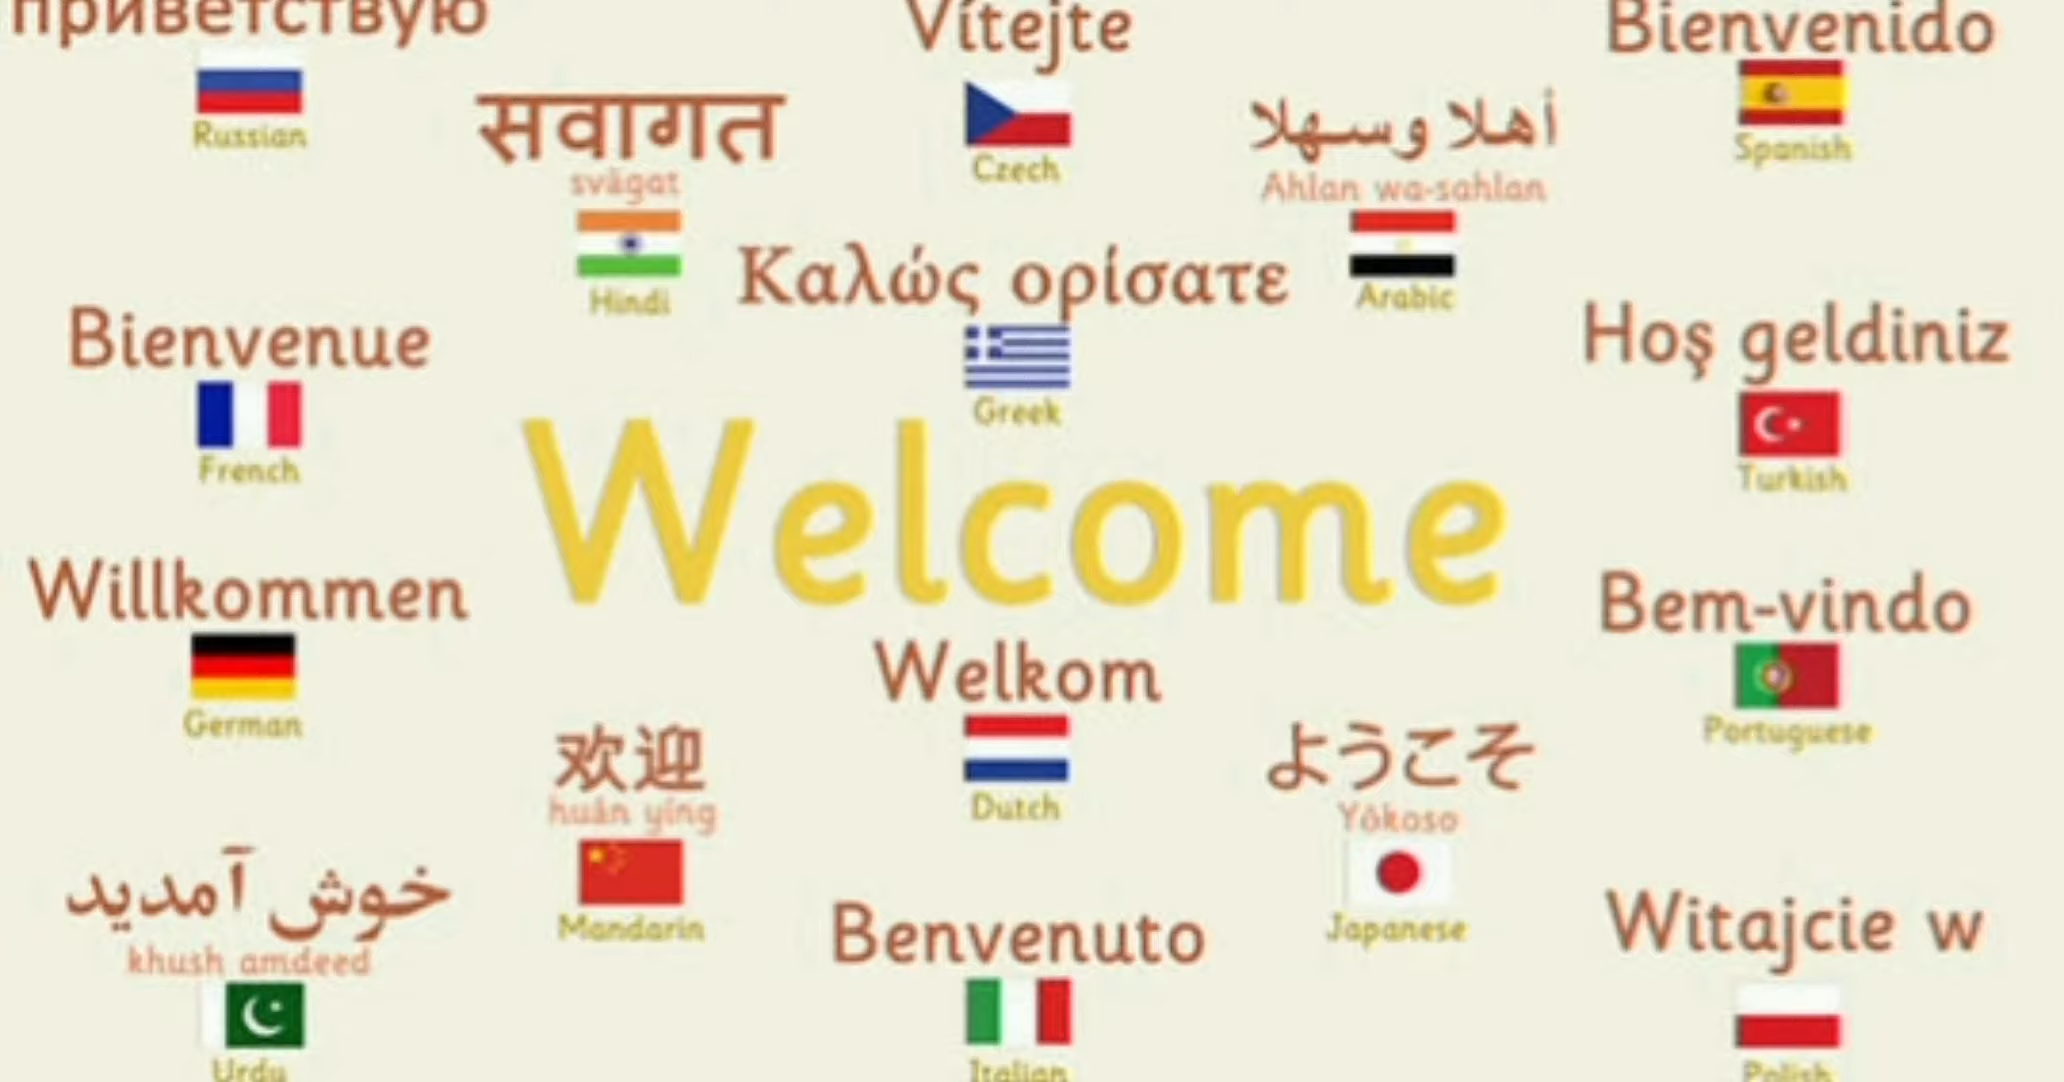 приветствую
Russian
सवागत
svägat
Hindi
Vítejte
Czech
أهلا وسهلا
Ahlan wa-sahlan
Arabic
Bienvenido
Spanish
Καλώς ορίσατε
Greek
Bienvenue
French
Hoş geldiniz
Turkish
Welcome
Willkommen
German
Welkom
Dutch
Bem-vindo
Portuguese
欢迎
huān yíng
Mandarin
ようこそ
Yōkoso
Japanese
خوش آمدید
khush amdeed
Urdu
Benvenuto
Italian
Witajcie w
Polish